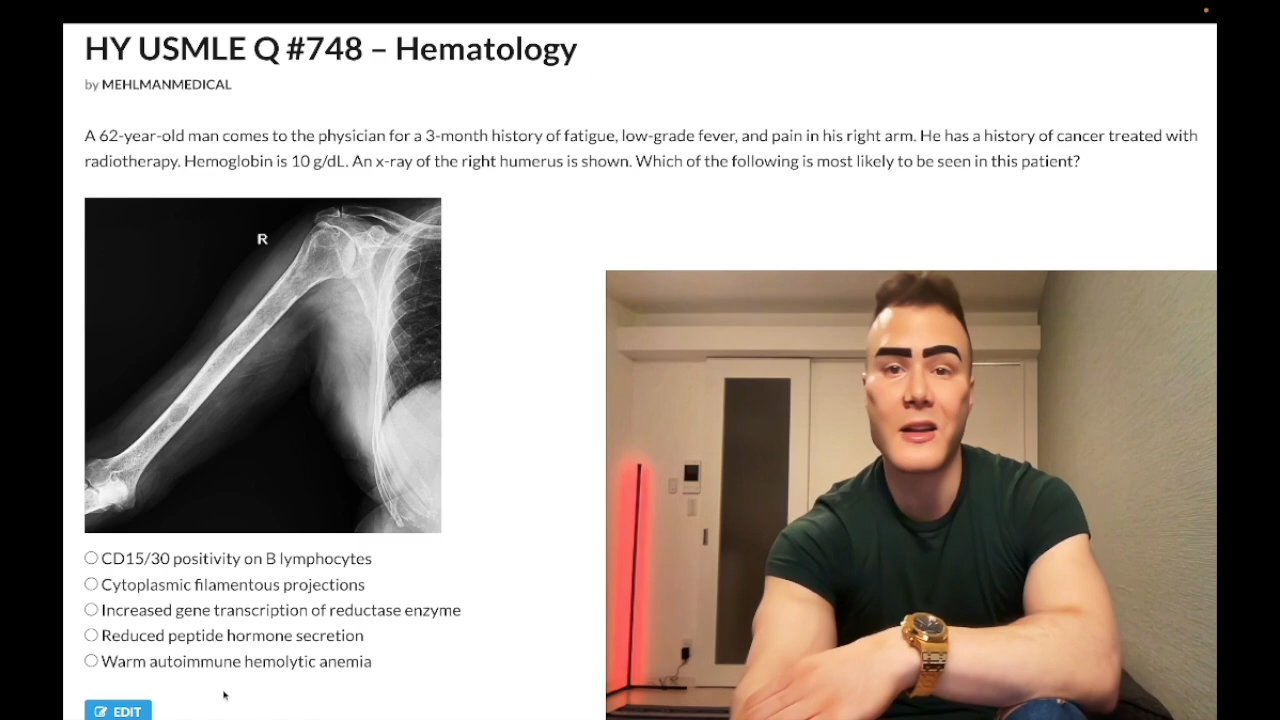 HY USMLE Q #748 – Hematology
by MEHLMANMEDICAL
A 62-year-old man comes to the physician for a 3-month history of fatigue, low-grade fever, and pain in his right arm. He has a history of cancer treated with
radiotherapy. Hemoglobin is 10 g/dL. An x-ray of the right humerus is shown. Which of the following is most likely to be seen in this patient?
R
CD15/30 positivity on B lymphocytes
Cytoplasmic filamentous projections
Increased gene transcription of reductase enzyme
Reduced peptide hormone secretion
Warm autoimmune hemolytic anemia
EDIT